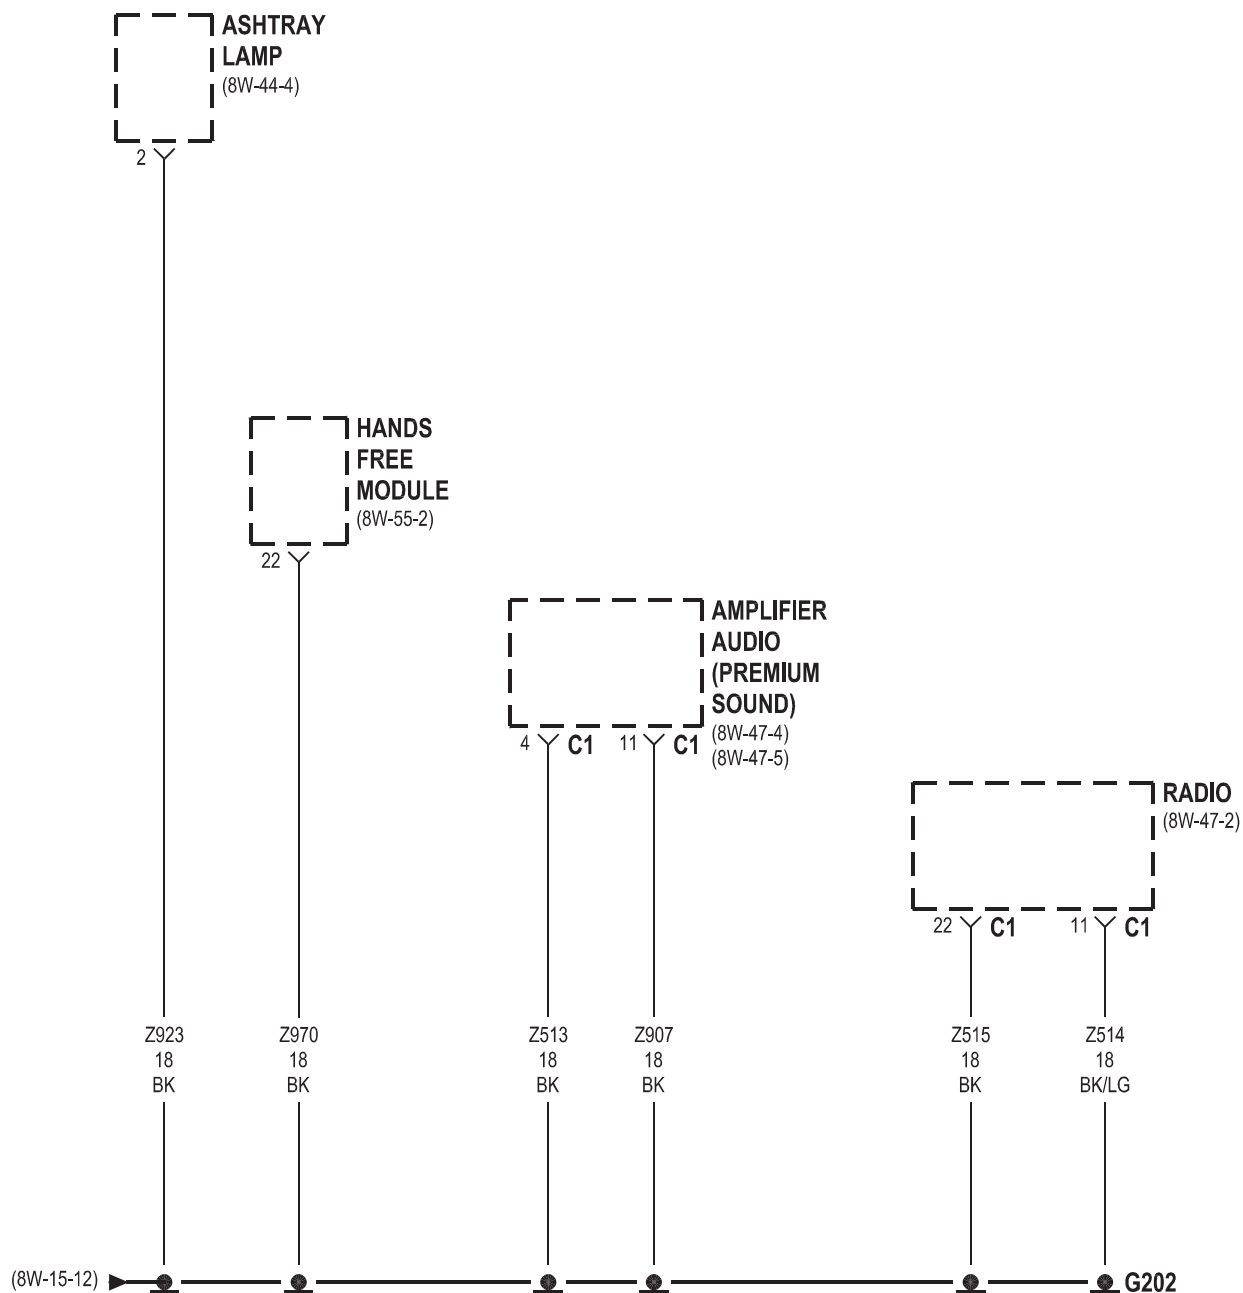 ASHTRAY
LAMP
(8W-44-4)
2
HANDS
FREE
MODULE
(8W-55-2)
22
AMPLIFIER
AUDIO
(PREMIUM
SOUND)
(8W-47-4)
(8W-47-5)
4 C1 11 C1
RADIO
(8W-47-2)
22 C1 11 C1
Z923 Z970 Z513 Z907 Z515 Z514
18 18 18 18 18 18
BK BK BK BK BK BK/LG
(8W-15-12) G202